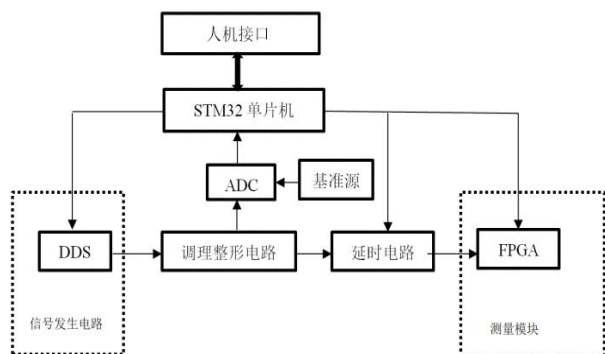 人机接口
STM32 单片机
ADC
基准源
DDS
调理整形电路
延时电路
FPGA
信号发生电路
测量模块